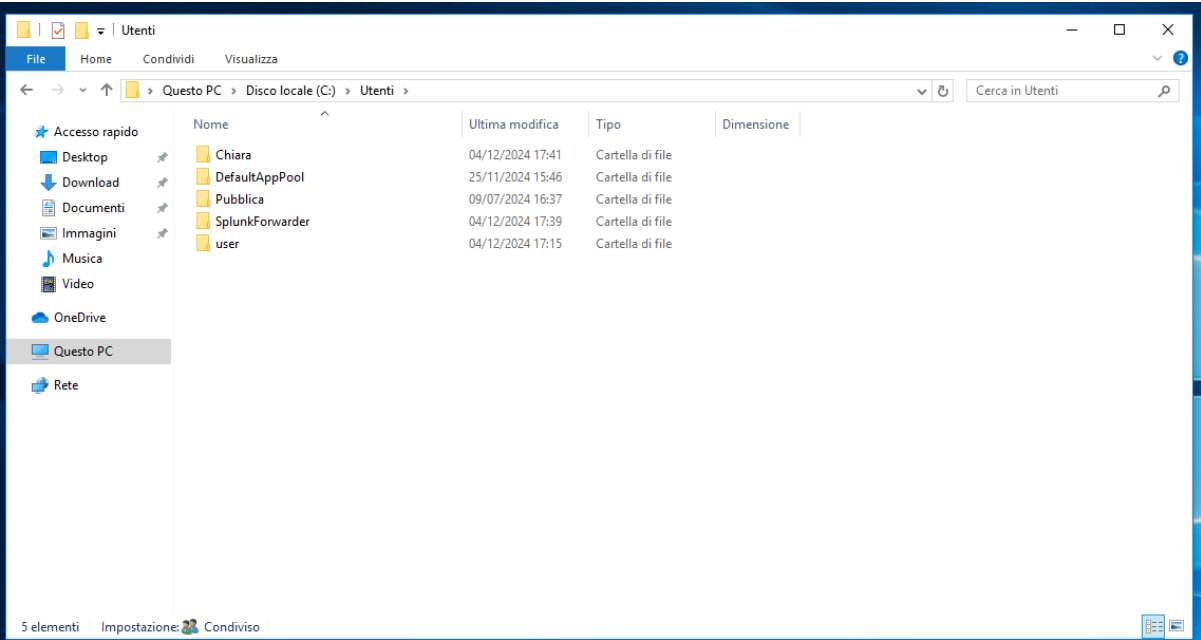 Utenti
File Home Condividi Visualizza
Questo PC > Disco locale (C:) > Utenti >
Cerca in Utenti
Accesso rapido
Desktop
Download
Documenti
Immagini
Musica
Video
OneDrive
Questo PC
Rete
Nome Ultima modifica Tipo Dimensione
Chiara 04/12/2024 17:41 Cartella di file
DefaultAppPool 25/11/2024 15:46 Cartella di file
Pubblica 09/07/2024 16:37 Cartella di file
SplunkForwarder 04/12/2024 17:39 Cartella di file
user 04/12/2024 17:15 Cartella di file
5 elementi Impostazione: Condiviso